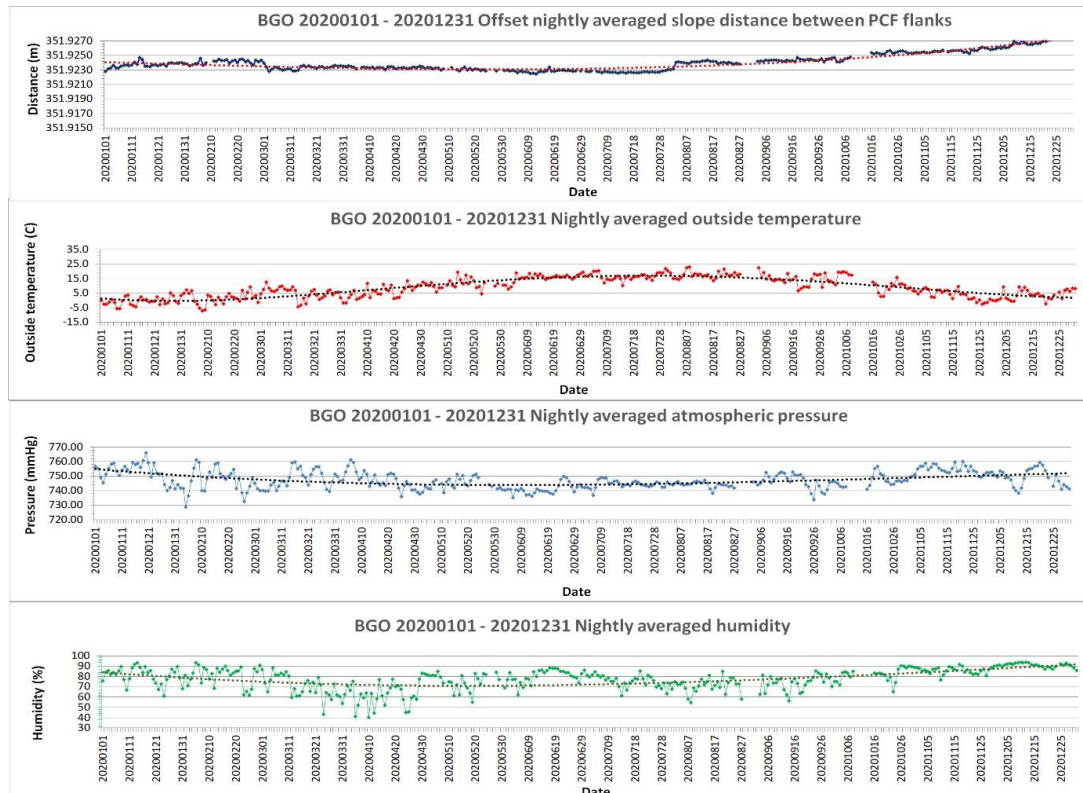 BGO 20200101 - 20201231 Offset nightly averaged slope distance between PCF flanks
Distance (m)
351.9270
351.9250
351.9230
351.9210
351.9190
351.9170
351.9150
20200101 20200111 20200121 20200131 20200210 20200220 20200301 20200311 20200321 20200331 20200410 20200420 20200430 20200510 20200520 20200530 20200609 20200619 20200629 20200709 20200718 20200728 20200807 20200817 20200827 20200906 20200916 20200926 20201006 20201016 20201026 20201105 20201115 20201125 20201205 20201215 20201225
Date
BGO 20200101 - 20201231 Nightly averaged outside temperature
Outside temperature (C)
35.0
25.0
15.0
5.0
-5.0
-15.0
20200101 20200111 20200121 20200131 20200210 20200220 20200301 20200311 20200321 20200331 20200410 20200420 20200430 20200510 20200520 20200530 20200609 20200619 20200629 20200709 20200718 20200728 20200807 20200817 20200827 20200906 20200916 20200926 20201006 20201016 20201026 20201105 20201115 20201125 20201205 20201215 20201225
Date
BGO 20200101 - 20201231 Nightly averaged atmospheric pressure
Pressure (mmHg)
770.00
760.00
750.00
740.00
730.00
720.00
20200101 20200111 20200121 20200131 20200210 20200220 20200301 20200311 20200321 20200331 20200410 20200420 20200430 20200510 20200520 20200530 20200609 20200619 20200629 20200709 20200718 20200728 20200807 20200817 20200827 20200906 20200916 20200926 20201006 20201016 20201026 20201105 20201115 20201125 20201205 20201215 20201225
Date
BGO 20200101 - 20201231 Nightly averaged humidity
Humidity (%)
100
90
80
70
60
50
40
30
20200101 20200111 20200121 20200131 20200210 20200220 20200301 20200311 20200321 20200331 20200410 20200420 20200430 20200510 20200520 20200530 20200609 20200619 20200629 20200709 20200718 20200728 20200807 20200817 20200827 20200906 20200916 20200926 20201006 20201016 20201026 20201105 20201115 20201125 20201205 20201215 20201225
Date